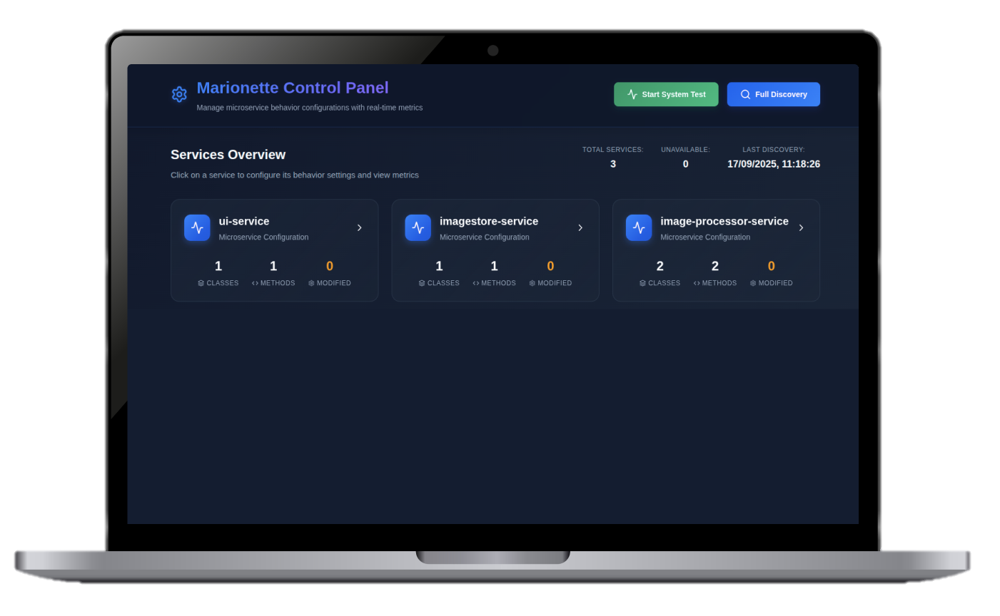 Marionette Control Panel
Manage microservice behavior configurations with real-time metrics
Start System Test
Full Discovery
Services Overview
Click on a service to configure its behavior settings and view metrics
TOTAL SERVICES:
3
UNAVAILABLE:
0
LAST DISCOVERY:
17/09/2025, 11:18:26
ui-service
Microservice Configuration
1
CLASSES
1
METHODS
0
MODIFIED
imagestore-service
Microservice Configuration
1
CLASSES
1
METHODS
0
MODIFIED
image-processor-service
Microservice Configuration
2
CLASSES
2
METHODS
0
MODIFIED